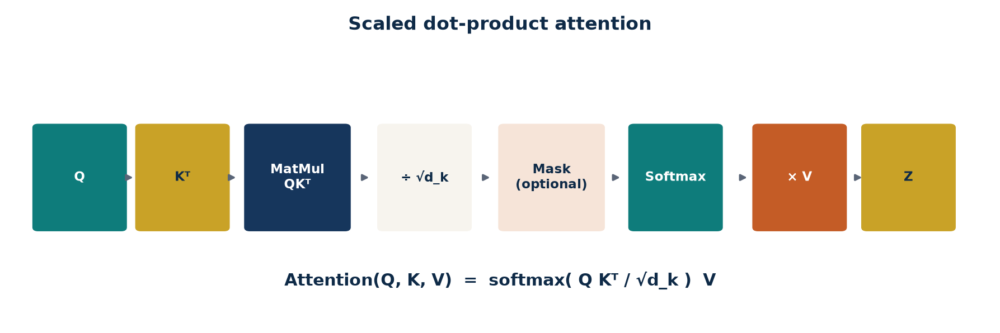 Scaled dot-product attention
Q
Kᵀ
MatMul
QKᵀ
÷ √d_k
Mask
(optional)
Softmax
× V
Z
Attention(Q, K, V) = softmax( Q Kᵀ / √d_k ) V